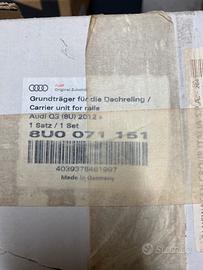 Audi
Original Zubehör
Grundträger für die Dachreling /
Carrier unit for rails
Audi Q3 (8U) 2012 »
1 Satz / 1 Set
8U0 071 151
4039378461997
Made in Germany
subito